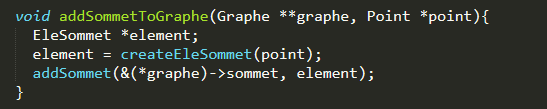 void addSommetToGraphe(Graphe **graphe, Point *point){
  EleSommet *element;
  element = createEleSommet(point);
  addSommet(&(*graphe)->sommet, element);
}